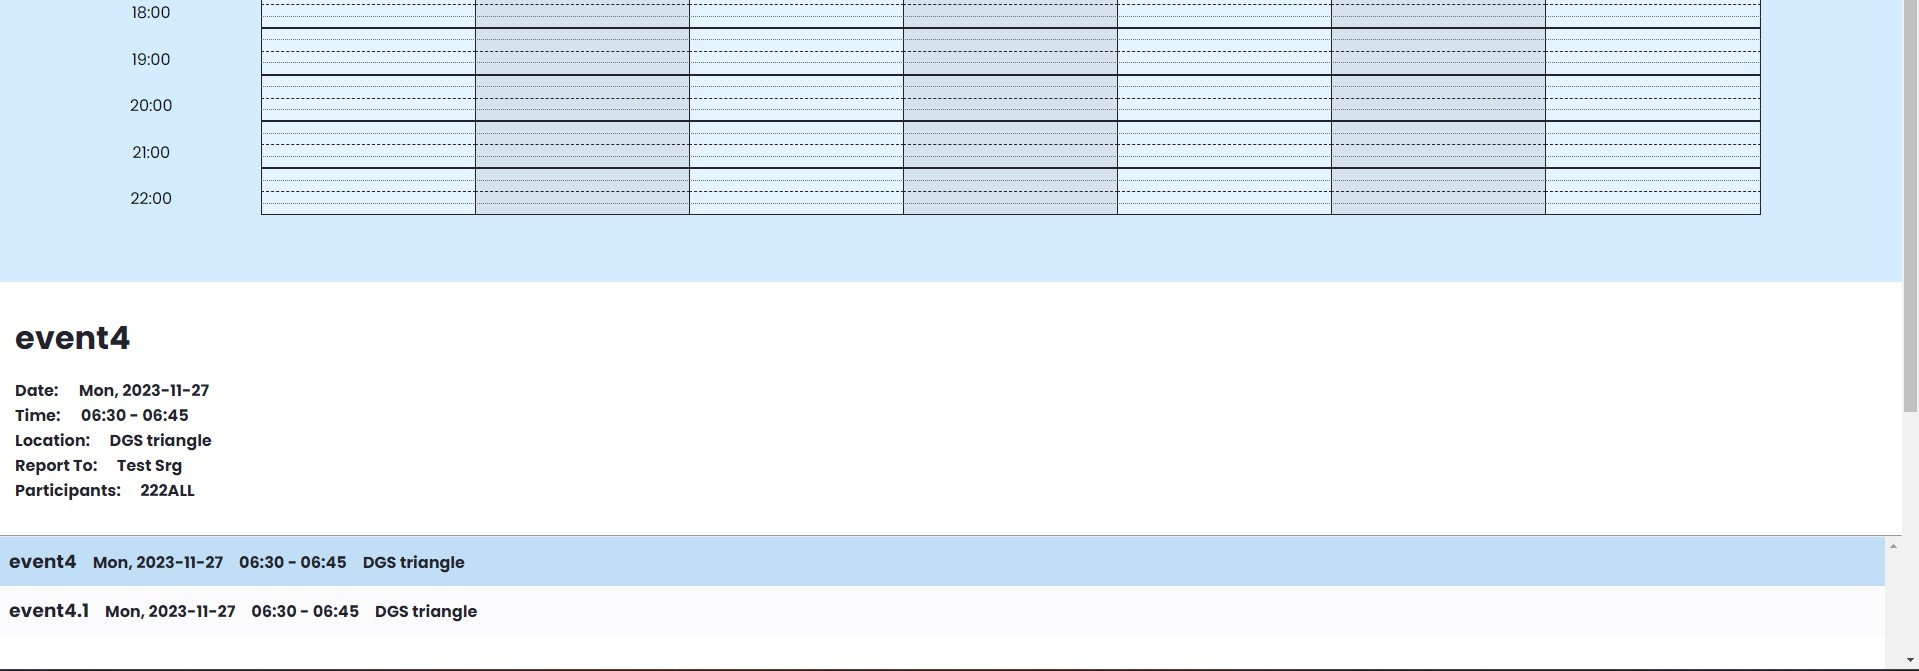 18:00
19:00
20:00
21:00
22:00
event4
Date: Mon, 2023-11-27
Time: 06:30 - 06:45
Location: DGS triangle
Report To: Test Srg
Participants: 222ALL
event4 Mon, 2023-11-27 06:30 - 06:45 DGS triangle
event4.1 Mon, 2023-11-27 06:30 - 06:45 DGS triangle